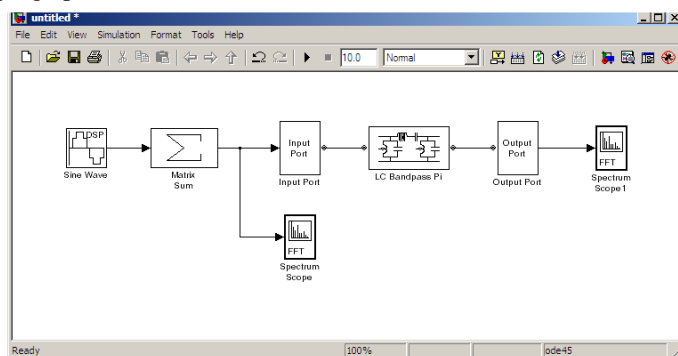 untitled *
File Edit View Simulation Format Tools Help
10.0 Normal
DSP
Sine Wave
Matrix
Sum
Input
Port
Input Port
LC Bandpass Pi
Output
Port
Output Port
FFT
Spectrum
Scope1
FFT
Spectrum
Scope
Ready 100% ode45